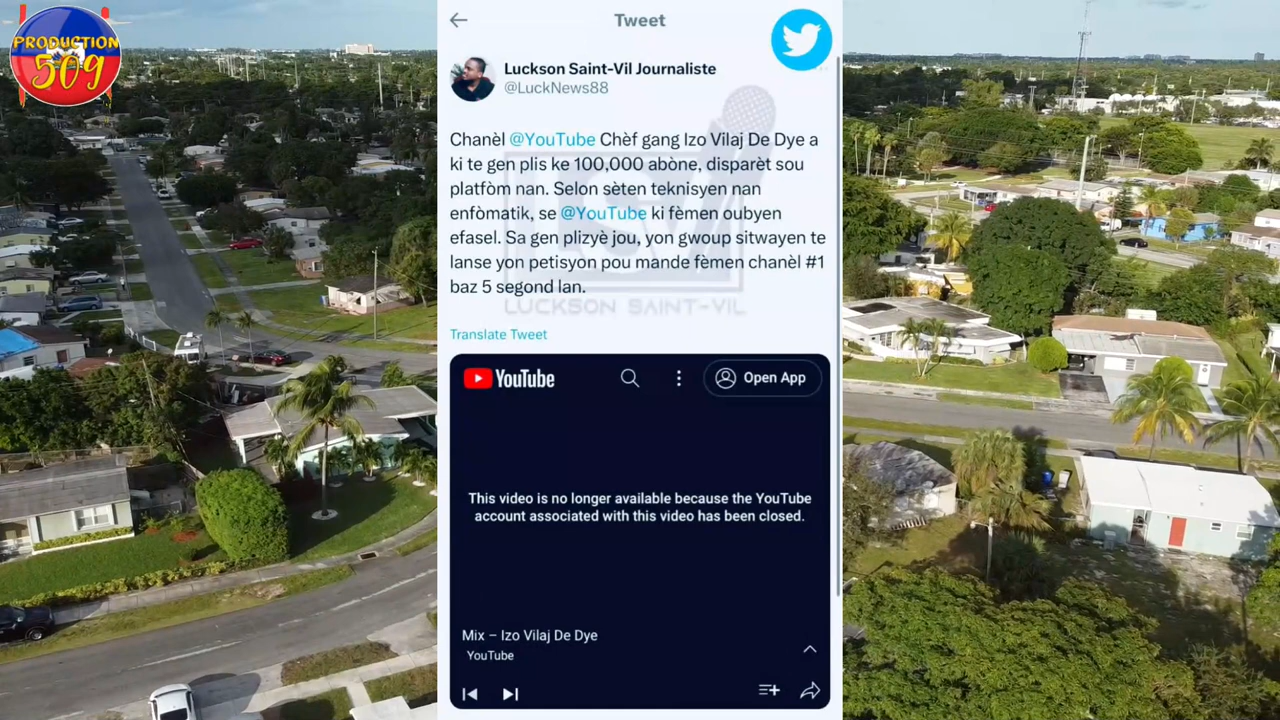 PRODUCTION
509
Tweet
Luckson Saint-Vil Journaliste
@LuckNews88
Chanèl @YouTube Chèf gang Izo Vilaj De Dye a
ki te gen plis ke 100,000 abòne, disparèt sou
platfòm nan. Selon sèten teknisyen nan
enfòmatik, se @YouTube ki fèmen oubyen
efasel. Sa gen plizyè jou, yon gwoup sitwayen te
lanse yon petisyon pou mande fèmen chanèl #1
baz 5 segond lan.
LSV
LUCKSON SAINT-VIL
Translate Tweet
YouTube
Open App
This video is no longer available because the YouTube
account associated with this video has been closed.
Mix – Izo Vilaj De Dye
YouTube